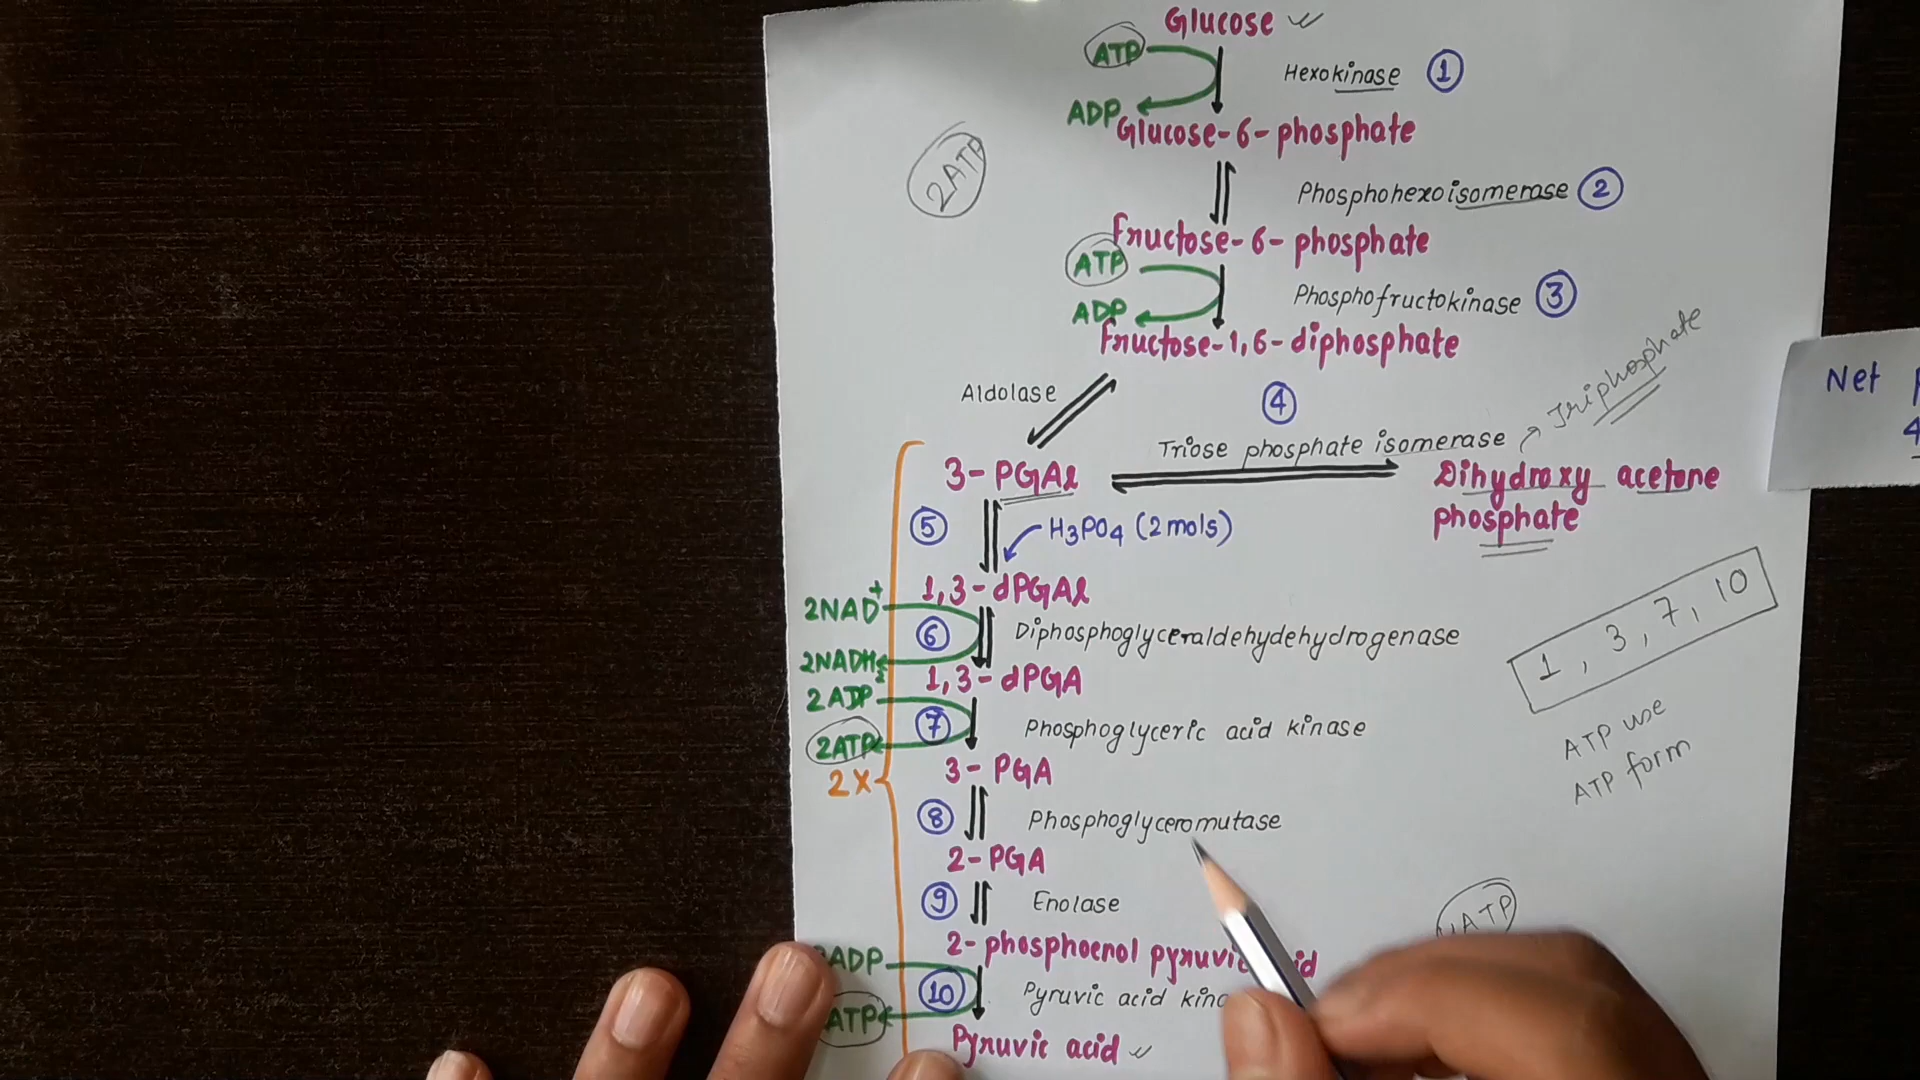 Glucose
ATP
Hexokinase 1
ADP
Glucose-6-phosphate
2ATP
Phosphohexoisomerase 2
Fructose-6-phosphate
ATP
Phosphofructokinase 3
ADP
Fructose-1,6-diphosphate
Triphosphate
Net
4
Aldolase
4
Triose phosphate isomerase
3-PGAl
Dihydroxy acetone
phosphate
5
H3PO4 (2mols)
1,3-dPGAl
2NAD+
6 Diphosphoglyceraldehydehydrogenase
2NADH2
1,3-dPGA
1, 3, 7, 10
ATP use
ATP form
2ADP
7 Phosphoglyceric acid kinase
2ATP
3-PGA
2X
8 Phosphoglyceromutase
2-PGA
9 Enolase
2-phosphoenol
ADP
10 Pyruvic acid
ATP
Pyruvic acid